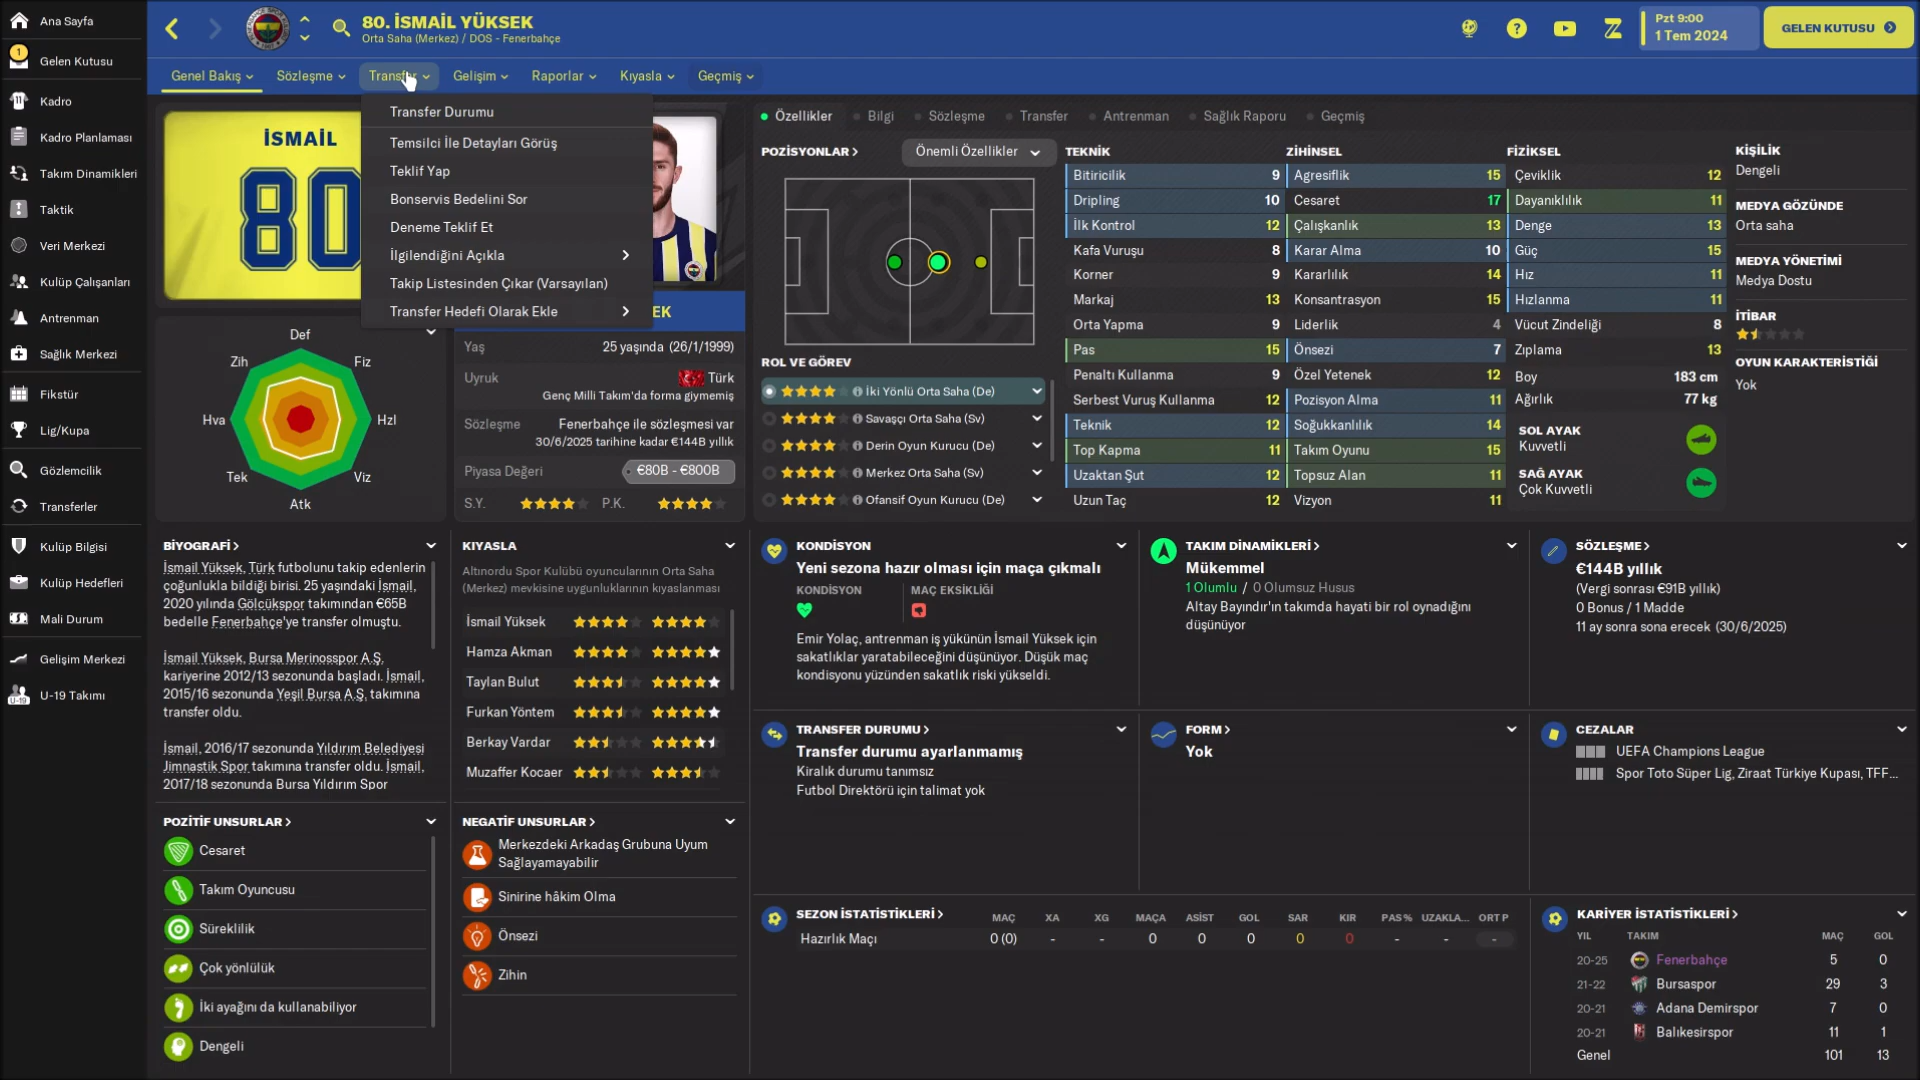 Ana Sayfa
1
Gelen Kutusu
Kadro
Kadro Planlaması
Takım Dinamikleri
Taktik
Veri Merkezi
Kulüp Çalışanları
Antrenman
Sağlık Merkezi
Fikstür
Lig/Kupa
Gözlemcilik
Transferler
Kulüp Bilgisi
Kulüp Hedefleri
Mali Durum
Gelişim Merkezi
U-19 Takımı
80. İSMAİL YÜKSEK
Orta Saha (Merkez) / DOS - Fenerbahçe
Pzt 9:00
1 Tem 2024
GELEN KUTUSU
Genel Bakış Sözleşme Transfer Gelişim Raporlar Kıyasla Geçmiş
Transfer Durumu
Temsilci İle Detayları Görüş
Teklif Yap
Bonservis Bedelini Sor
Deneme Teklif Et
İlgilendiğini Açıkla
Takip Listesinden Çıkar (Varsayılan)
Transfer Hedefi Olarak Ekle
İSMAİL
80
EK
Def
Zih Fiz
Hva Hzl
Tek Viz
Atk
Yaş 25 yaşında (26/1/1999)
Uyruk Türk
Genç Milli Takım'da forma giymemiş
Sözleşme Fenerbahçe ile sözleşmesi var
30/6/2025 tarihine kadar €144B yıllık
Piyasa Değeri €80B - €800B
S.Y. P.K.
Özellikler Bilgi Sözleşme Transfer Antrenman Sağlık Raporu Geçmiş
POZİSYONLAR
Önemli Özellikler
ROL VE GÖREV
İki Yönlü Orta Saha (De)
Savaşçı Orta Saha (Sv)
Derin Oyun Kurucu (De)
Merkez Orta Saha (Sv)
Ofansif Oyun Kurucu (De)
TEKNİK
Bitiricilik 9
Dripling 10
İlk Kontrol 12
Kafa Vuruşu 8
Korner 9
Markaj 13
Orta Yapma 9
Pas 15
Penaltı Kullanma 9
Serbest Vuruş Kullanma 12
Teknik 12
Top Kapma 11
Uzaktan Şut 12
Uzun Taç 12
ZİHİNSEL
Agresiflik 15
Cesaret 17
Çalışkanlık 13
Karar Alma 10
Kararlılık 14
Konsantrasyon 15
Liderlik 4
Önsezi 7
Özel Yetenek 12
Pozisyon Alma 11
Soğukkanlılık 14
Takım Oyunu 15
Topsuz Alan 11
Vizyon 11
FİZİKSEL
Çeviklik 12
Dayanıklılık 11
Denge 13
Güç 15
Hız 11
Hızlanma 11
Vücut Zindeliği 8
Zıplama 13
Boy 183 cm
Ağırlık 77 kg
SOL AYAK
Kuvvetli
SAĞ AYAK
Çok Kuvvetli
KİŞİLİK
Dengeli
MEDYA GÖZÜNDE
Orta saha
MEDYA YÖNETİMİ
Medya Dostu
İTİBAR
OYUN KARAKTERİSTİĞİ
Yok
BİYOGRAFİ
İsmail Yüksek, Türk futbolunu takip edenlerin
çoğunlukla bildiği birisi. 25 yaşındaki İsmail,
2020 yılında Gölcükspor takımından €65B
bedelle Fenerbahçe'ye transfer olmuştu.
İsmail Yüksek, Bursa Merinosspor A.Ş.
kariyerine 2012/13 sezonunda başladı. İsmail,
2015/16 sezonunda Yeşil Bursa A.Ş. takımına
transfer oldu.
İsmail, 2016/17 sezonunda Yıldırım Belediyesi
Jimnastik Spor takımına transfer oldu. İsmail,
2017/18 sezonunda Bursa Yıldırım Spor
KIYASLA
Altınordu Spor Kulübü oyuncularının Orta Saha
(Merkez) mevkisine uygunluklarının kıyaslanması
İsmail Yüksek
Hamza Akman
Taylan Bulut
Furkan Yöntem
Berkay Vardar
Muzaffer Kocaer
KONDİSYON
Yeni sezona hazır olması için maça çıkmalı
KONDİSYON MAÇ EKSİKLİĞİ
Emir Yolaç, antrenman iş yükünün İsmail Yüksek için
sakatlıklar yaratabileceğini düşünüyor. Düşük maç
kondisyonu yüzünden sakatlık riski yükseldi.
TAKIM DİNAMİKLERİ
Mükemmel
1 Olumlu / 0 Olumsuz Husus
Altay Bayındır'ın takımda hayati bir rol oynadığını
düşünüyor
SÖZLEŞME
€144B yıllık
(Vergi sonrası €91B yıllık)
0 Bonus / 1 Madde
11 ay sonra sona erecek (30/6/2025)
TRANSFER DURUMU
Transfer durumu ayarlanmamış
Kiralık durumu tanımsız
Futbol Direktörü için talimat yok
FORM
Yok
CEZALAR
UEFA Champions League
Spor Toto Süper Lig, Ziraat Türkiye Kupası, TFF...
POZİTİF UNSURLAR
Cesaret
Takım Oyuncusu
Süreklilik
Çok yönlülük
İki ayağını da kullanabiliyor
Dengeli
NEGATİF UNSURLAR
Merkezdeki Arkadaş Grubuna Uyum
Sağlayamayabilir
Sinirine hâkim Olma
Önsezi
Zihin
SEZON İSTATİSTİKLERİ MAÇ XA XG MAÇA ASİST GOL SAR KIR PAS % UZAKLA... ORT P
Hazırlık Maçı 0 (0) - - 0 0 0 0 0 - - -
KARİYER İSTATİSTİKLERİ
YIL TAKIM MAÇ GOL
20-25 Fenerbahçe 5 0
21-22 Bursaspor 29 3
20-21 Adana Demirspor 7 0
20-21 Balıkesirspor 11 1
Genel 101 13